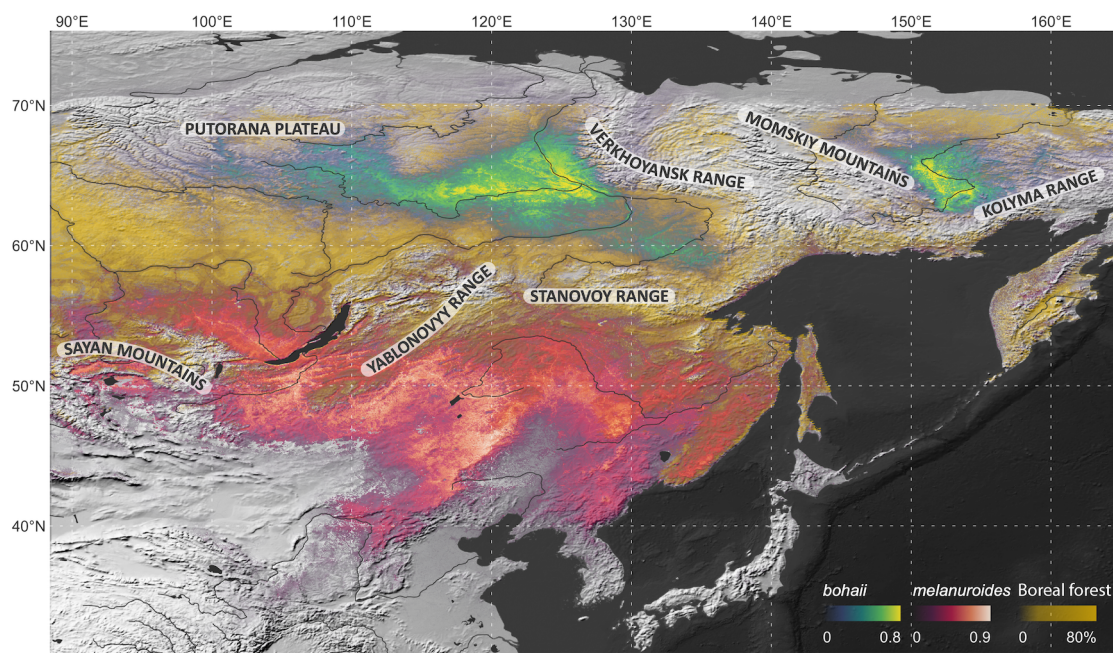 90°E 100°E 110°E 120°E 130°E 140°E 150°E 160°E
70°N
PUTORANA PLATEAU
VERKHOYANSK RANGE
MOMSKIY MOUNTAINS
KOLYMA RANGE
60°N
YABLONOVYY RANGE
STANOVOY RANGE
SAYAN MOUNTAINS
50°N
40°N
bohaii melanuroides Boreal forest
0 0.8 0 0.9 0 80%